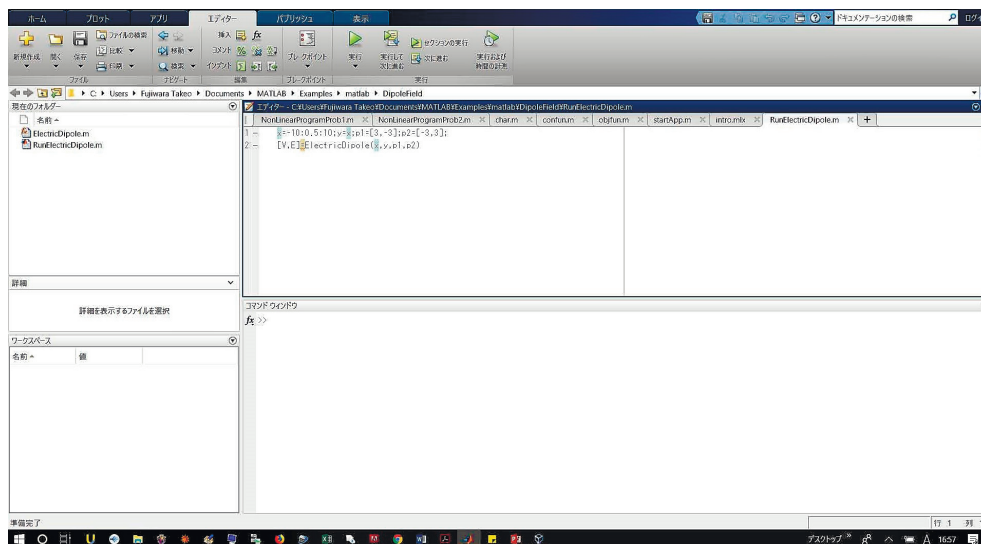 ホーム プロット アプリ エディター パブリッシュ 表示 ドキュメンテーションの検索 ログイ
新規作成 開く 保存 ファイルの検索 比較 印刷 移動 検索 挿入 fx コメント インデント ブレークポイント 実行 実行して次に進む セクションの実行 次に進む 実行および時間の計測
ファイル ナビゲート 編集 ブレークポイント 実行
C: Users Fujiwara Takeo Documents MATLAB Examples matlab DipoleField
現在のフォルダー
名前
ElectricDipole.m
RunElectricDipole.m
詳細
詳細を表示するファイルを選択
ワークスペース
名前 値
エディター - C:¥Users¥Fujiwara Takeo¥Documents¥MATLAB¥Examples¥matlab¥DipoleField¥RunElectricDipole.m
NonLinearProgramProb1.m NonLinearProgramProb2.m charm.m confun.m objfun.m startApp.m intro.mlx RunElectricDipole.m +
1 x=-10:0.5:10;y=x;p1=[3,-3];p2=[-3,3];
2 [V,E]=ElectricDipole(x,y,p1,p2)
コマンド ウィンドウ
fx >>
準備完了 行 1 列
デスクトップ A 16:57